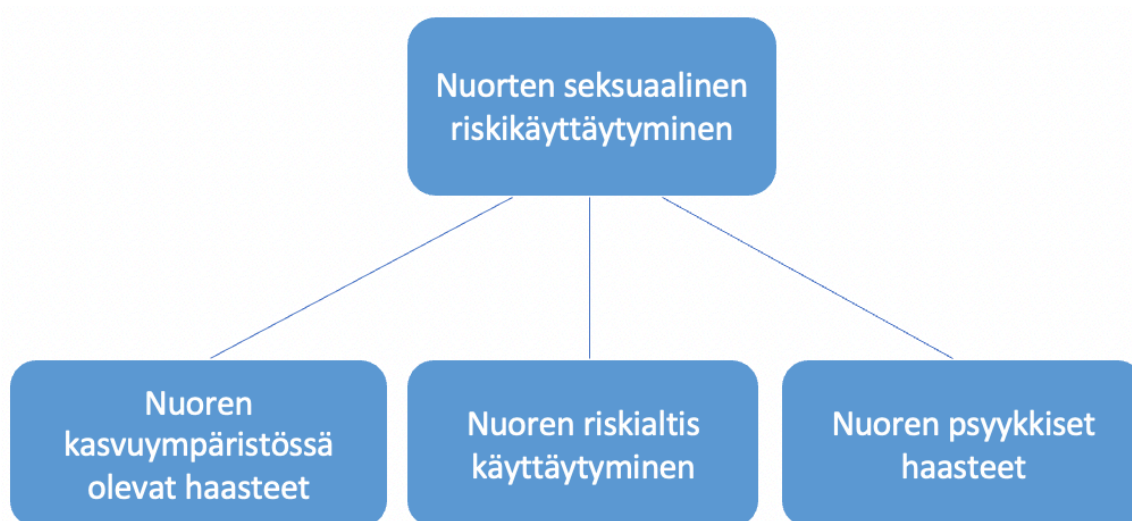 Nuorten seksuaalinen
riskikäyttäytyminen
Nuoren
kasvuympäristössä
olevat haasteet
Nuoren riskialtis
käyttäytyminen
Nuoren psyykkiset
haasteet